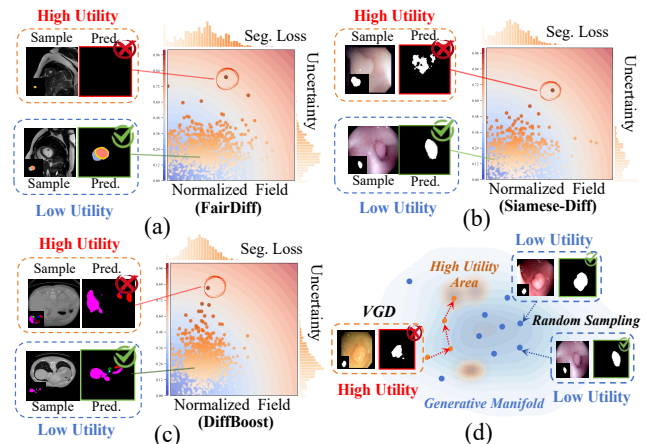 High Utility
Sample Pred.
Seg. Loss
Uncertainty
Sample Pred.
Low Utility
Normalized Field
(FairDiff)
(a)
High Utility
Sample Pred.
Seg. Loss
Uncertainty
Sample Pred.
Low Utility
Normalized Field
(Siamese-Diff)
(b)
High Utility
Sample Pred.
Seg. Loss
Uncertainty
Sample Pred.
Low Utility
Normalized Field
(DiffBoost)
(c)
Low Utility
High Utility
Area
VGD
Random Sampling
High Utility
Generative Manifold
Low Utility
(d)